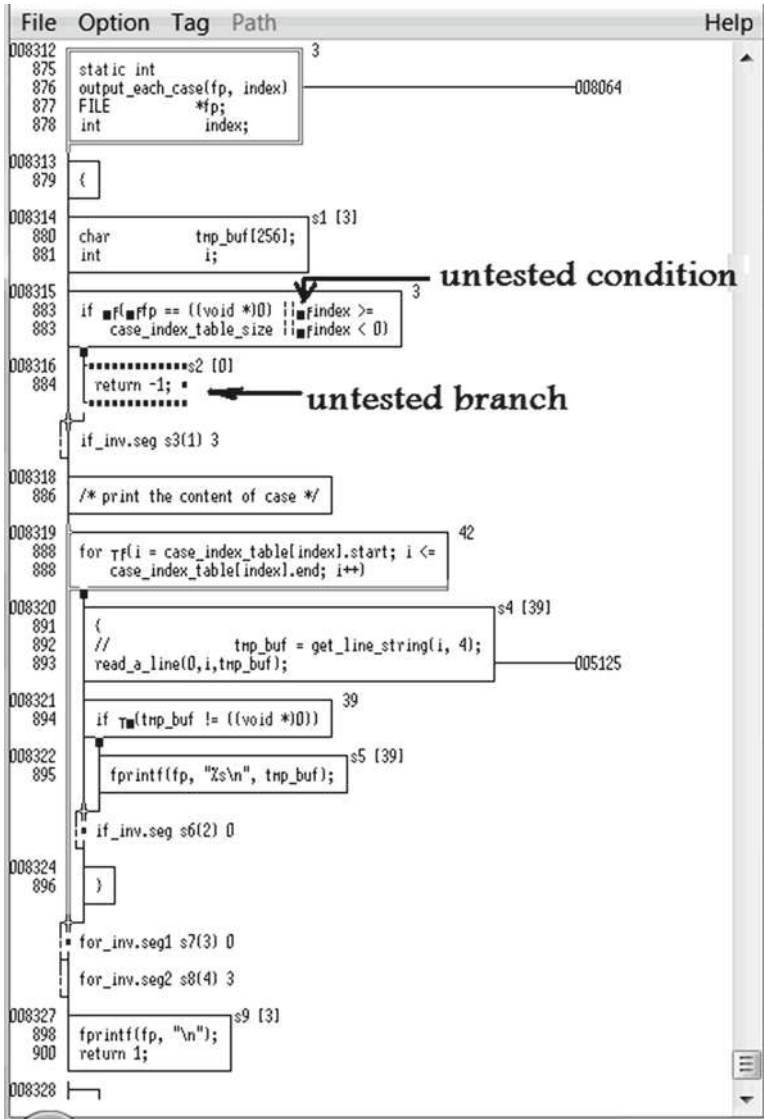 File Option Tag Path Help
008312 3
875 static int
876 output_each_case(fp, index) 008064
877 FILE *fp;
878 int index;
008313
879 {
008314 s1 [3]
880 char tmp_buf[256];
881 int i;
untested condition
008315 3
883 if ■F(■Ffp == ((void *)0) ||■Findex >=
883 case_index_table_size ||■Findex < 0)
008316 s2 [0]
884 return -1;
untested branch
if_inv.seg s3(1) 3
008318
886 /* print the content of case */
008319 42
888 for TF(i = case_index_table[index].start; i <=
888 case_index_table[index].end; i++)
008320 s4 [39]
891 {
892 // tmp_buf = get_line_string(i, 4);
893 read_a_line(0,i,tmp_buf); 005125
008321 39
894 if T■(tmp_buf != ((void *)0))
008322 s5 [39]
895 fprintf(fp, "%s\n", tmp_buf);
if_inv.seg s6(2) 0
008324
896 }
for_inv.seg1 s7(3) 0
for_inv.seg2 s8(4) 3
008327 s9 [3]
898 fprintf(fp, "\n");
900 return 1;
008328